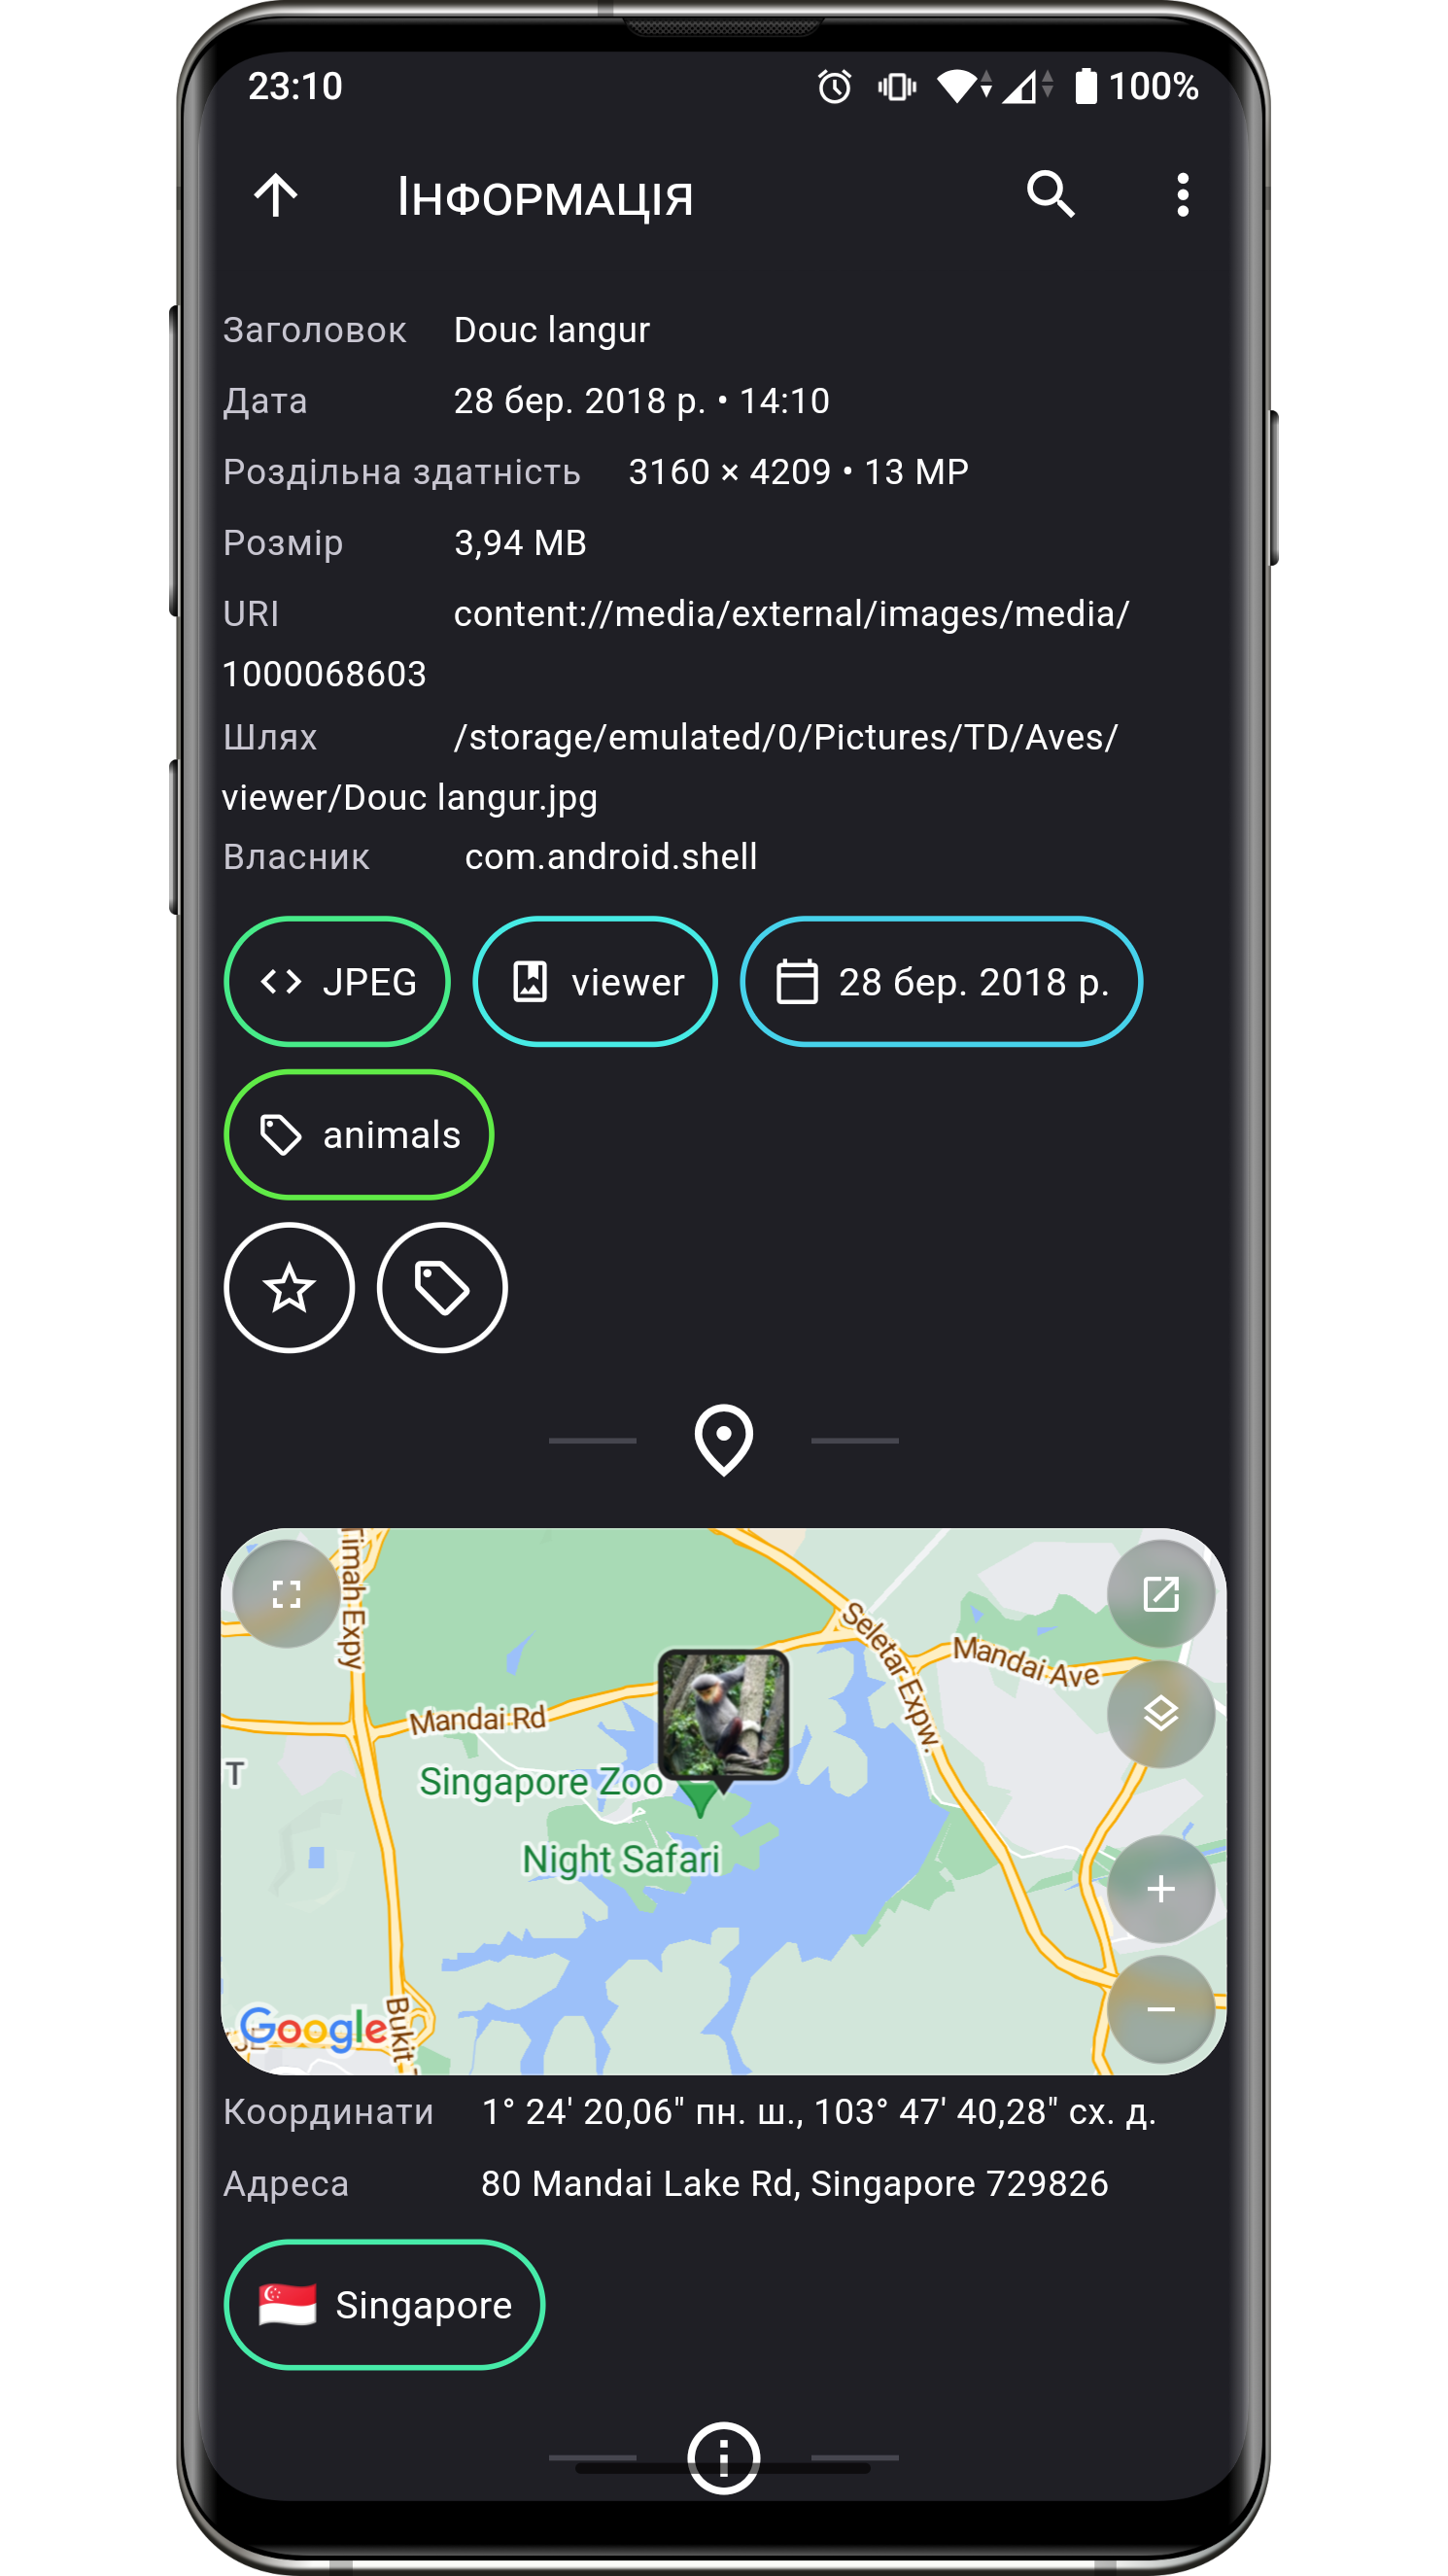 23:10 100%
Інформація
Заголовок Douc langur
Дата 28 бер. 2018 р. • 14:10
Роздільна здатність 3160 × 4209 • 13 MP
Розмір 3,94 MB
URI content://media/external/images/media/
1000068603
Шлях /storage/emulated/0/Pictures/TD/Aves/
viewer/Douc langur.jpg
Власник com.android.shell
JPEG viewer 28 бер. 2018 р.
animals
Timah Expy
Seletar Expw.
Mandai Ave
Mandai Rd
T
Singapore Zoo
Night Safari
Google
Bukit
Координати 1° 24' 20,06" пн. ш., 103° 47' 40,28" сх. д.
Адреса 80 Mandai Lake Rd, Singapore 729826
Singapore